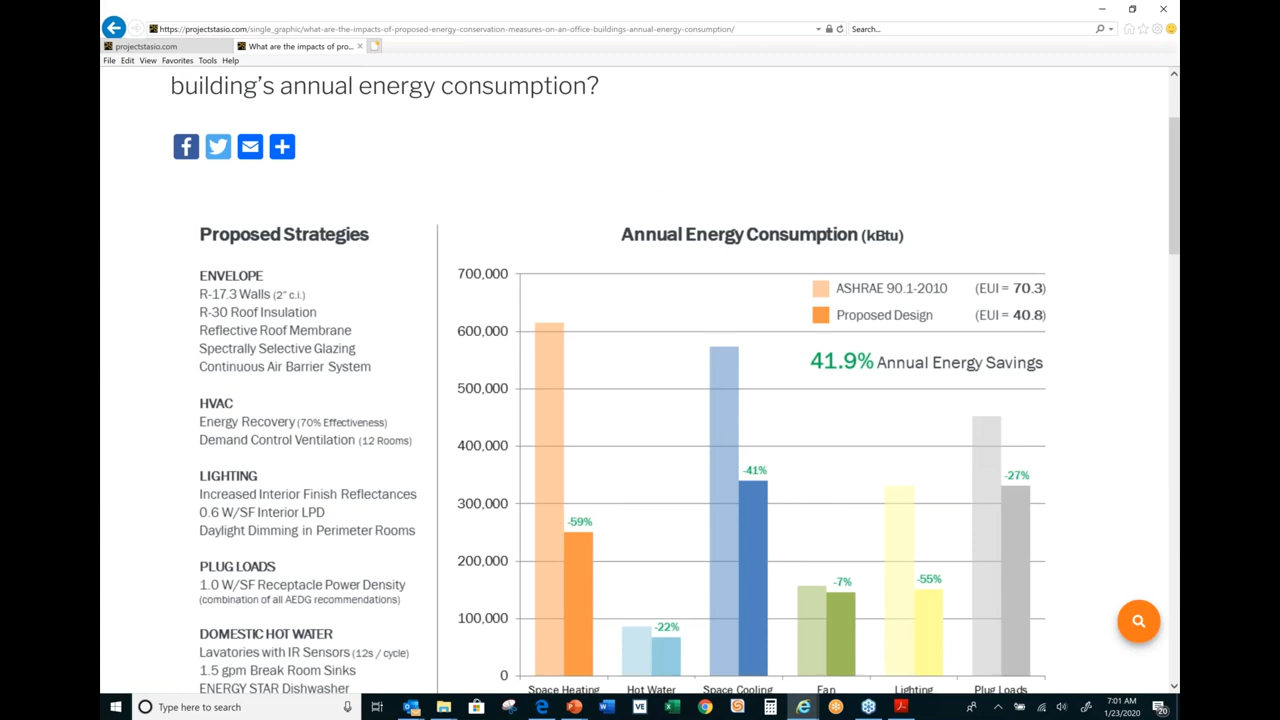 https://projectstasio.com/single_graphic/what-are-the-impacts-of-proposed-energy-conservation-measures-on-an-office-buildings-annual-energy-consumption/
Search...
projectstasio.com
What are the impacts of pro...
File Edit View Favorites Tools Help
building's annual energy consumption?
Proposed Strategies
ENVELOPE
R-17.3 Walls (2" c.i.)
R-30 Roof Insulation
Reflective Roof Membrane
Spectrally Selective Glazing
Continuous Air Barrier System
HVAC
Energy Recovery (70% Effectiveness)
Demand Control Ventilation (12 Rooms)
LIGHTING
Increased Interior Finish Reflectances
0.6 W/SF Interior LPD
Daylight Dimming in Perimeter Rooms
PLUG LOADS
1.0 W/SF Receptacle Power Density
(combination of all AEDG recommendations)
DOMESTIC HOT WATER
Lavatories with IR Sensors (12s / cycle)
1.5 gpm Break Room Sinks
ENERGY STAR Dishwasher
Annual Energy Consumption (kBtu)
700,000
600,000
500,000
400,000
300,000
200,000
100,000
0
ASHRAE 90.1-2010 (EUI = 70.3)
Proposed Design (EUI = 40.8)
41.9% Annual Energy Savings
-59%
-22%
-41%
-7%
-55%
-27%
Space Heating
Hot Water
Space Cooling
Fan
Lighting
Plug Loads
Type here to search
7:01 AM
1/23/2020
20